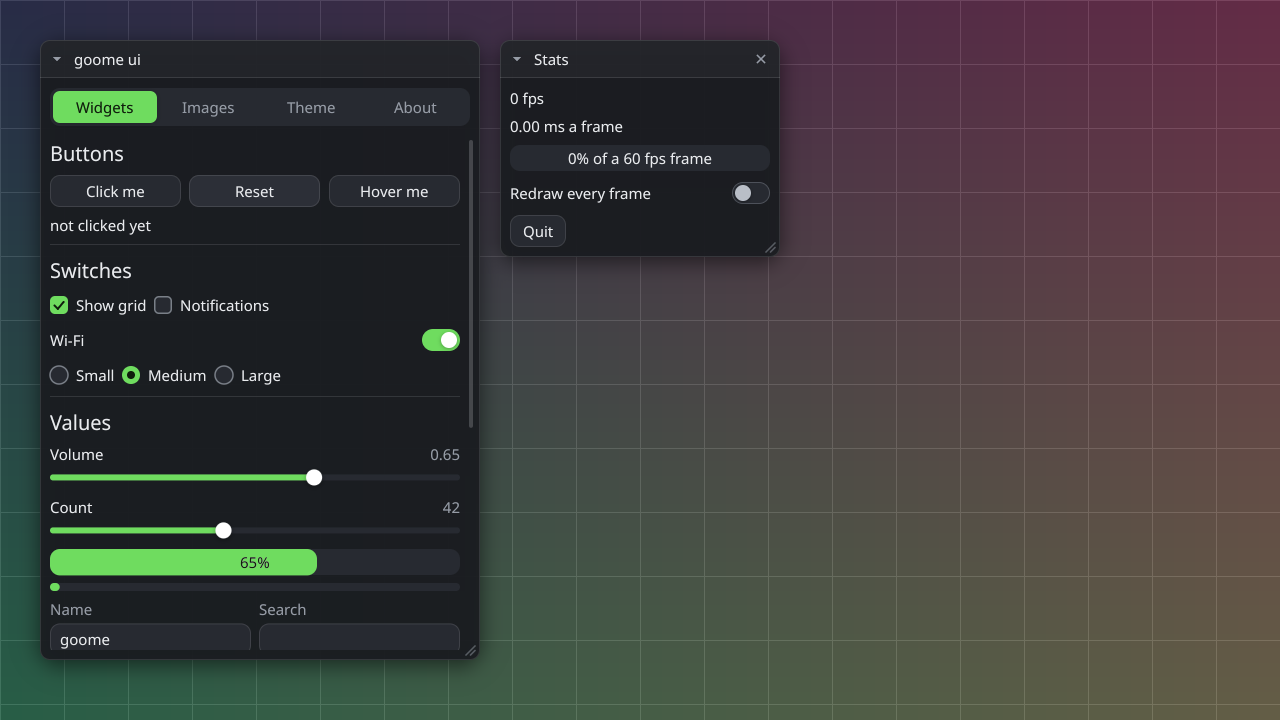 goome ui
Widgets Images Theme About
Buttons
Click me Reset Hover me
not clicked yet
Switches
Show grid Notifications
Wi-Fi
Small Medium Large
Values
Volume 0.65
Count 42
65%
Name Search
goome
Stats
0 fps
0.00 ms a frame
0% of a 60 fps frame
Redraw every frame
Quit